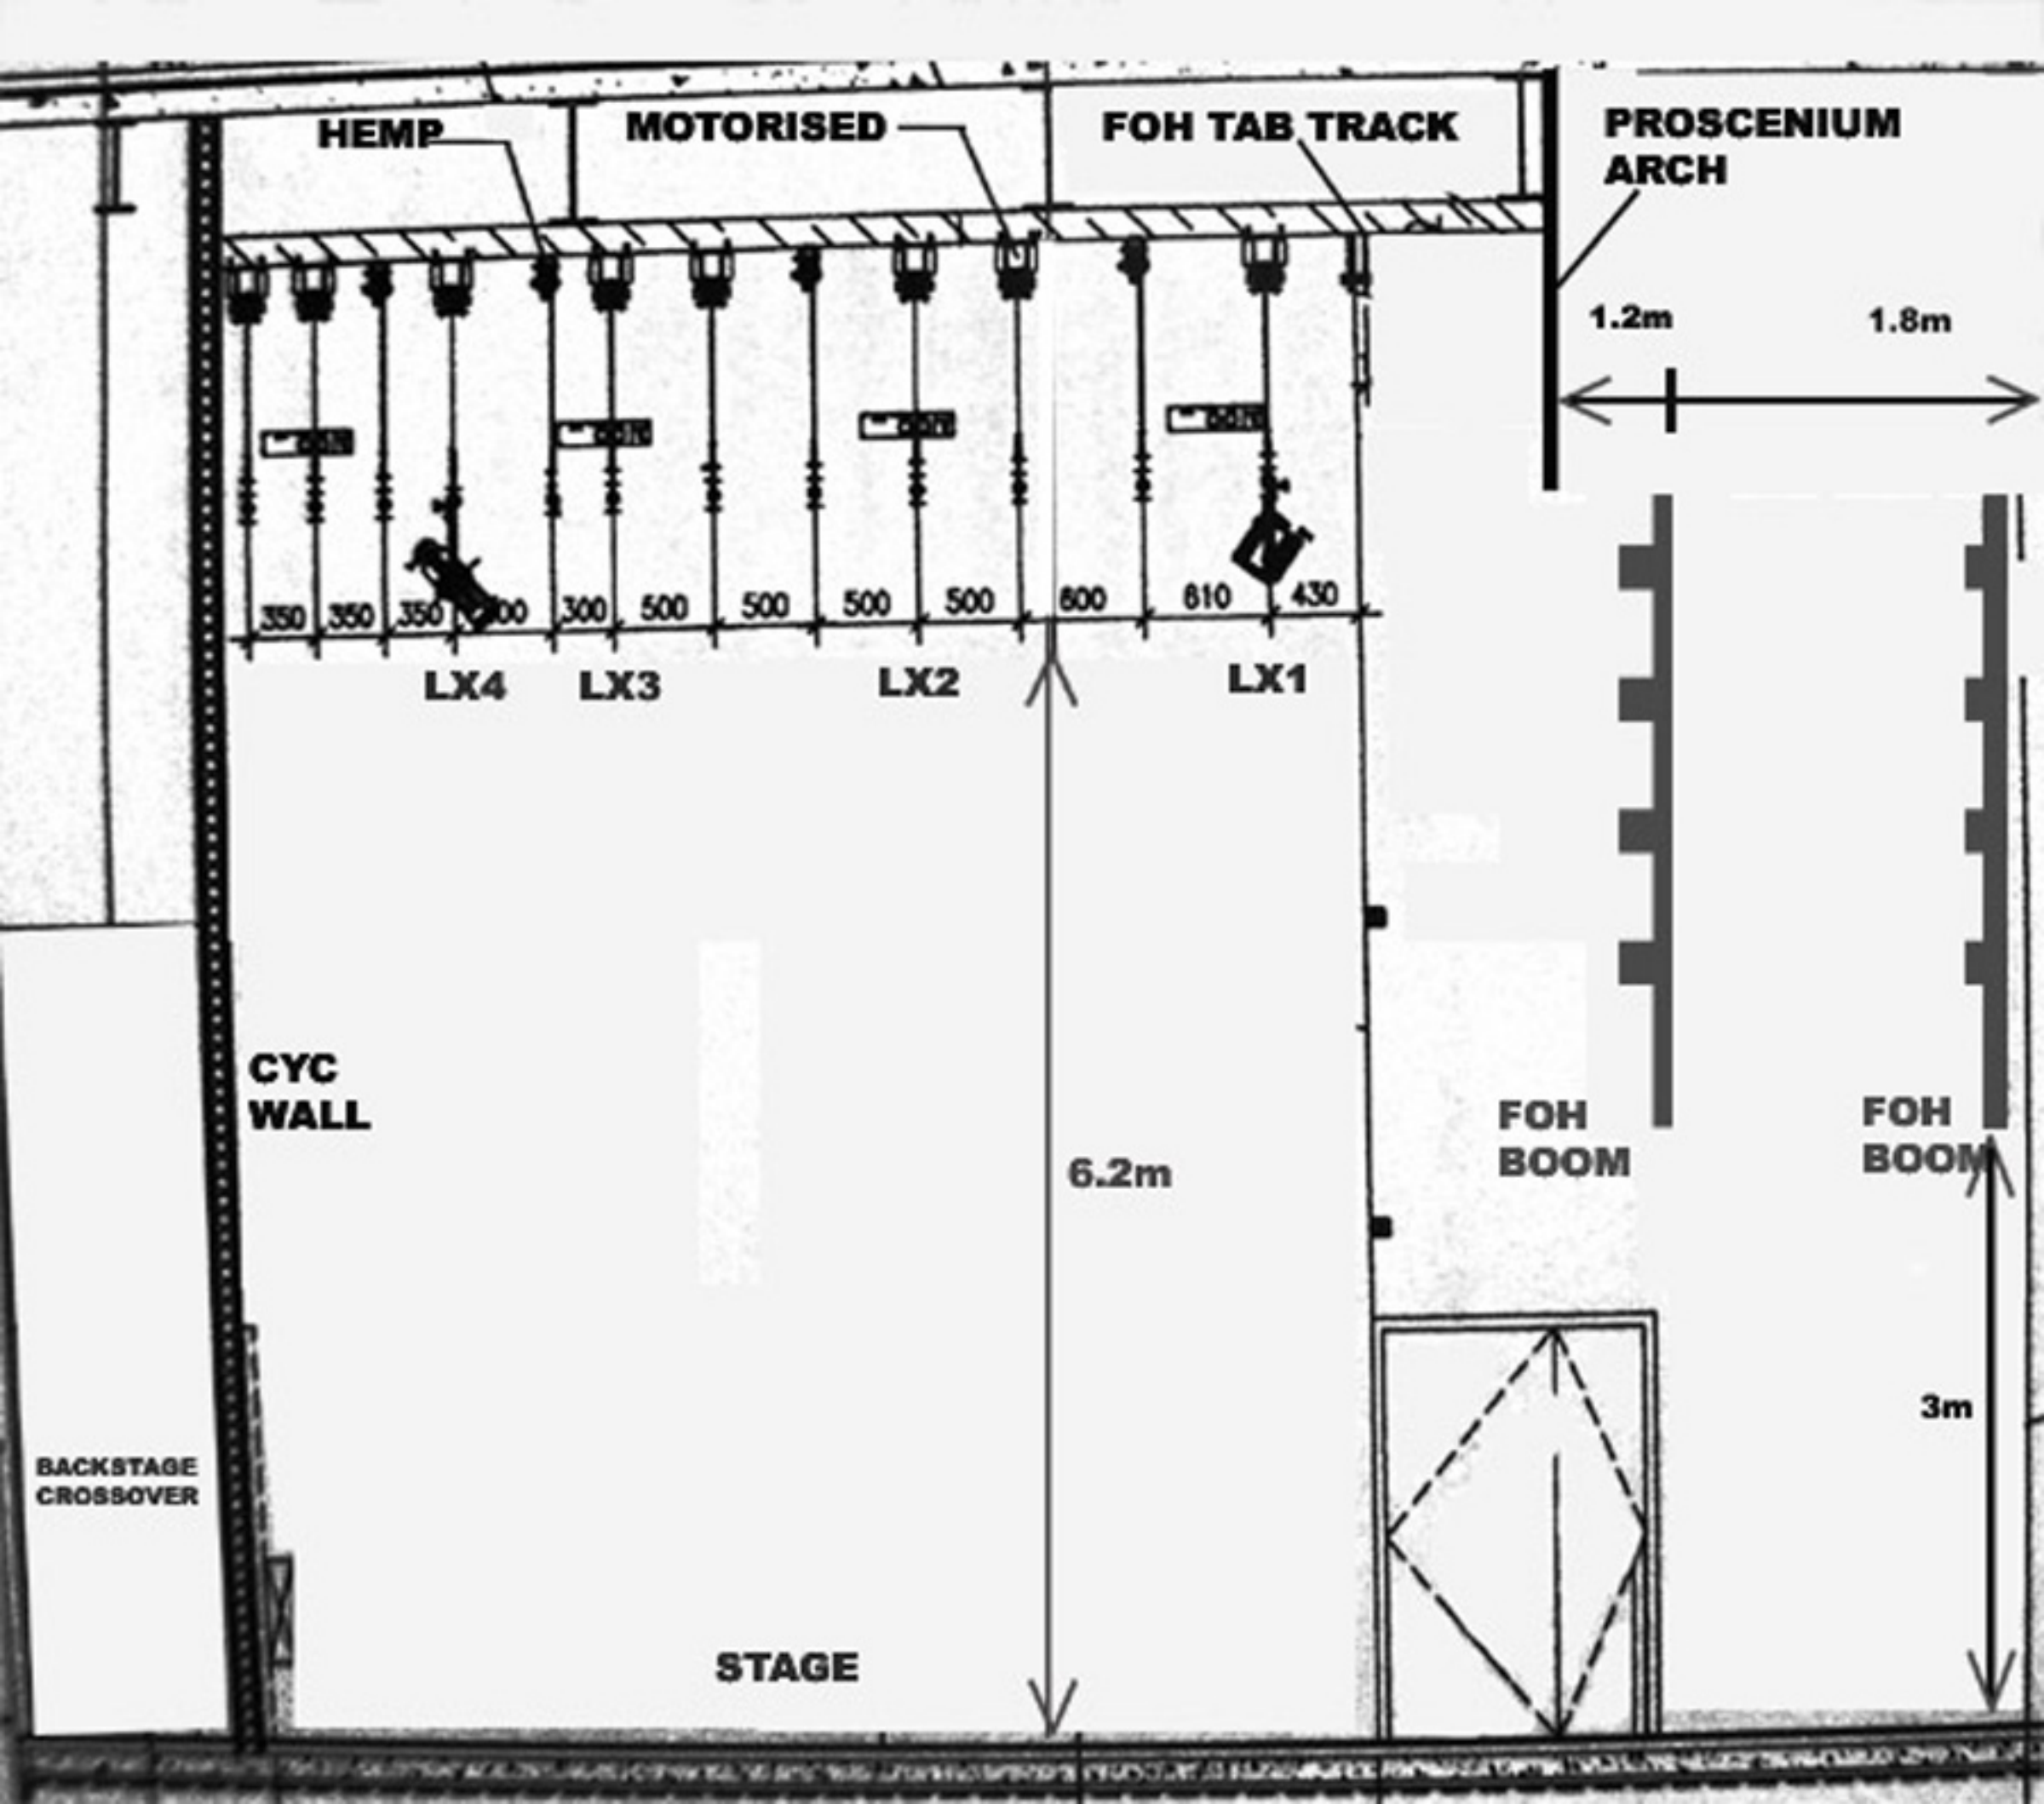 HEMP
MOTORISED
FOH TAB TRACK
PROSCENIUM
ARCH
1.2m
1.8m
350 350 350 300 500 500 500 500 600 610 430
LX4 LX3 LX2 LX1
CYC
WALL
6.2m
FOH
BOOM
FOH
BOOM
3m
BACKSTAGE
CROSSOVER
STAGE